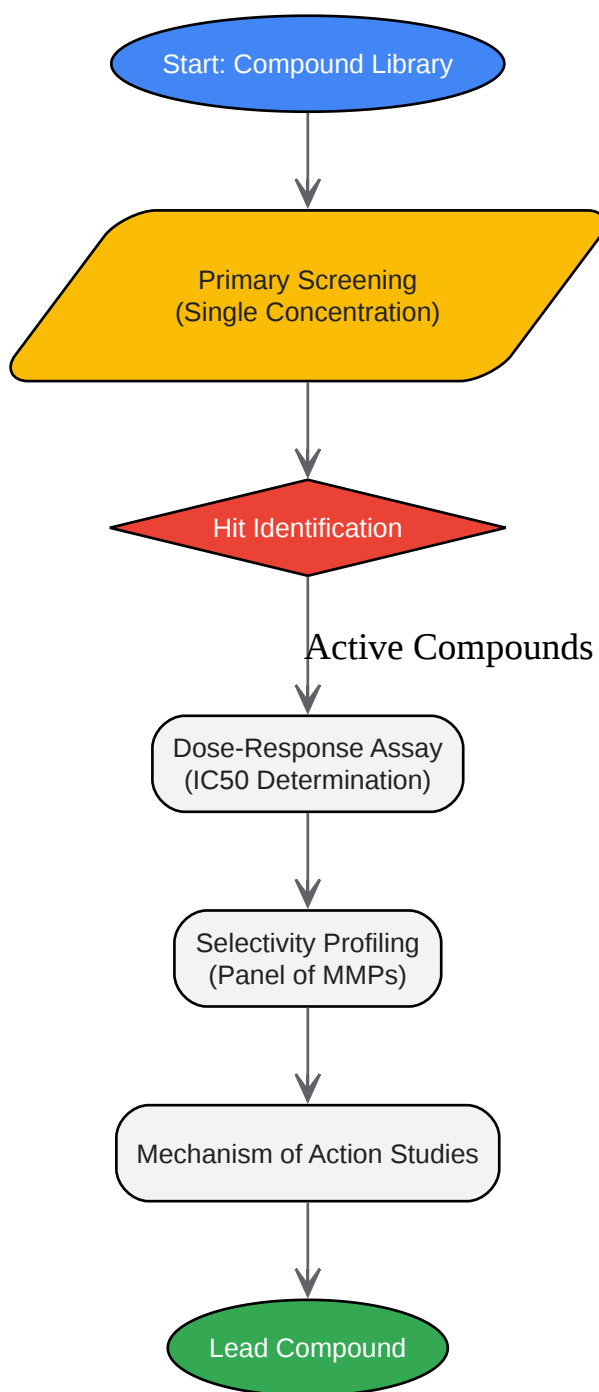 Start: Compound Library
Primary Screening
(Single Concentration)
Hit Identification
Active Compounds
Dose-Response Assay
(IC50 Determination)
Selectivity Profiling
(Panel of MMPs)
Mechanism of Action Studies
Lead Compound